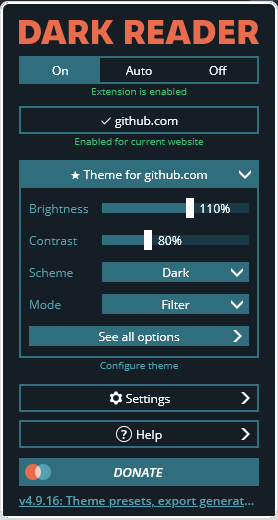 DARK READER
On Auto Off
Extension is enabled
github.com
Enabled for current website
★ Theme for github.com
Brightness 110%
Contrast 80%
Scheme Dark
Mode Filter
See all options
Configure theme
Settings
? Help
DONATE
v4.9.16: Theme presets, export generat...